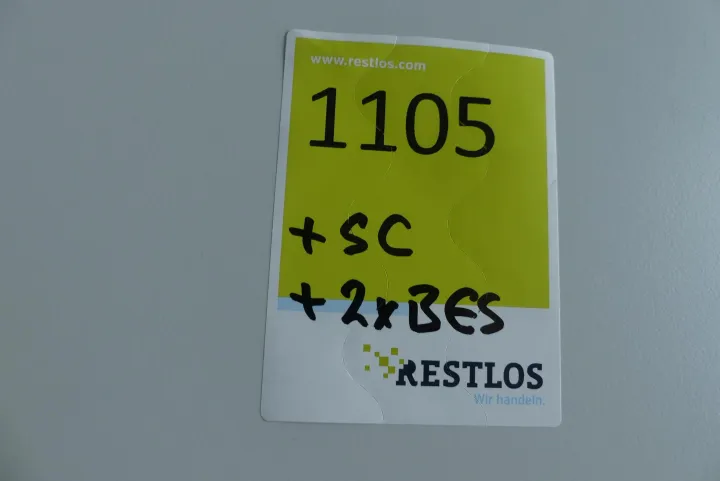 www.restlos.com
1105
+ SC
+ 2xBES
RESTLOS
Wir handeln.